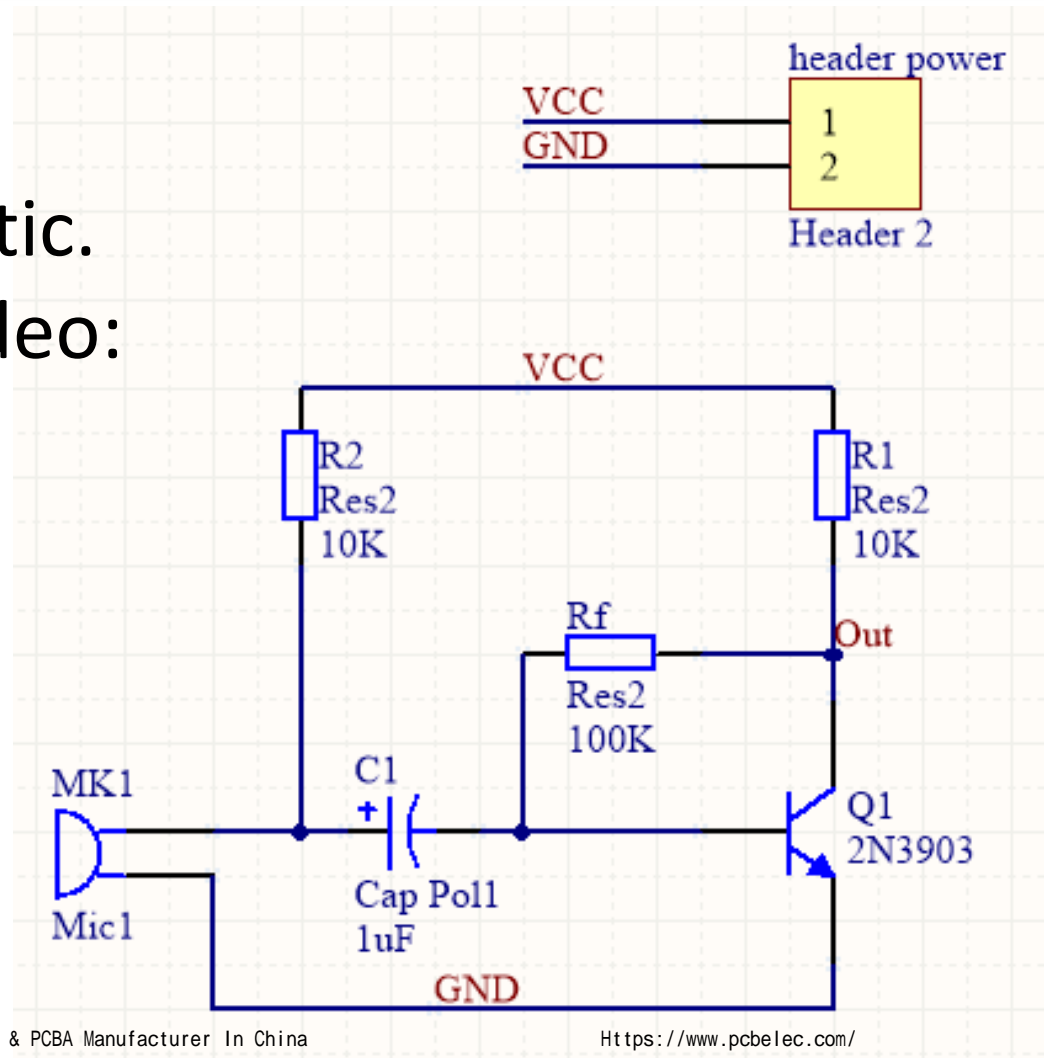 header power
VCC
GND
1
2
Header 2
tic.
leo:
VCC
R2
Res2
10K
R1
Res2
10K
Rf
Res2
100K
Out
MK1
Mic1
C1
+
Cap Pol1
1uF
Q1
2N3903
GND
& PCBA Manufacturer In China
Https://www.pcbelec.com/